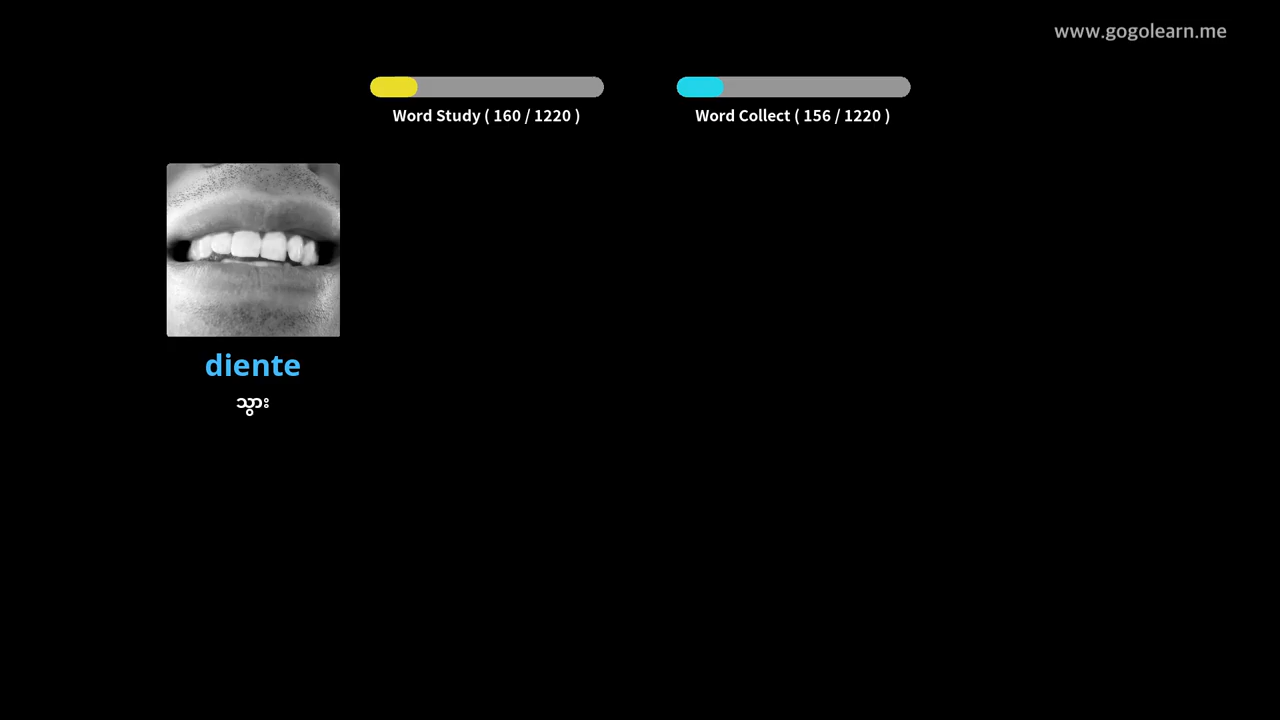 www.gogolearn.me
Word Study ( 160 / 1220 )
Word Collect ( 156 / 1220 )
diente
သွား